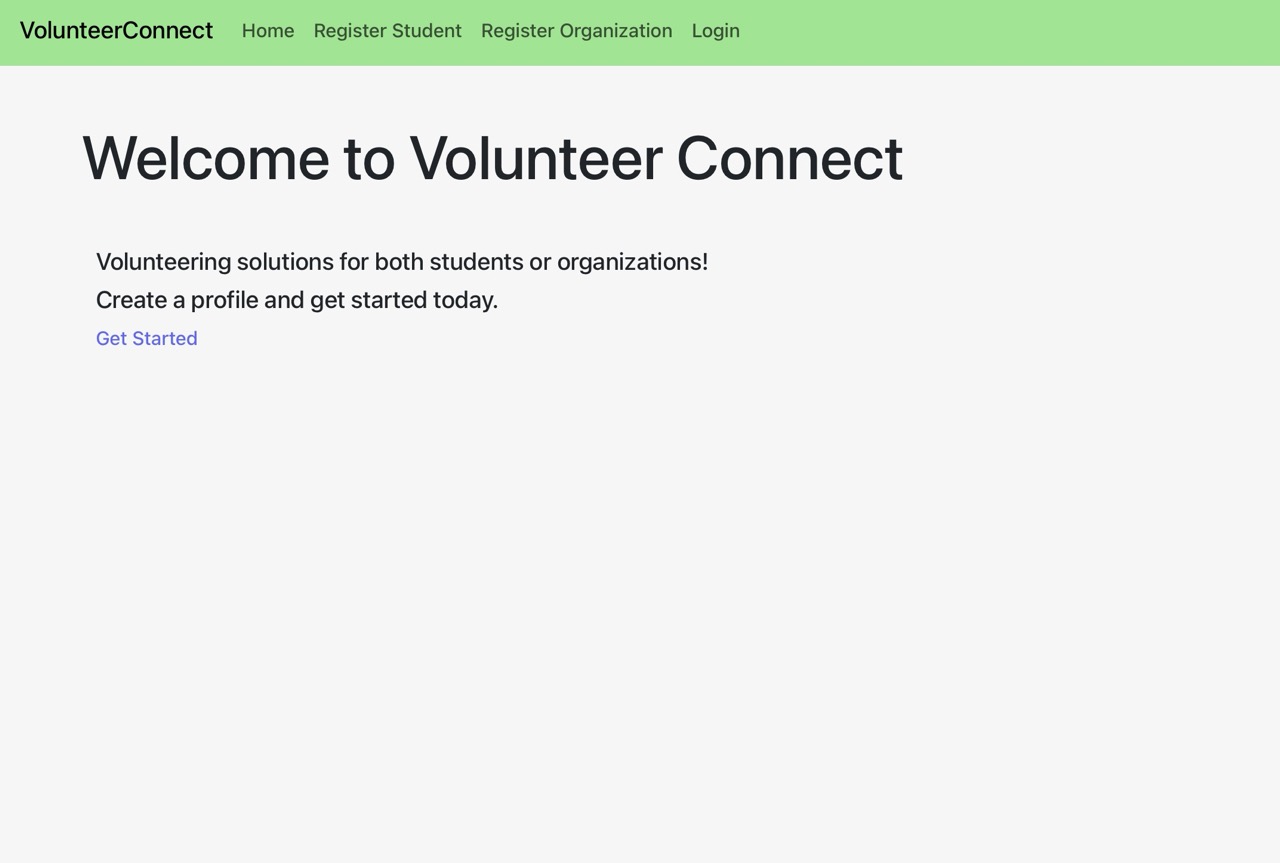 VolunteerConnect Home Register Student Register Organization Login
Welcome to Volunteer Connect
Volunteering solutions for both students or organizations!
Create a profile and get started today.
Get Started